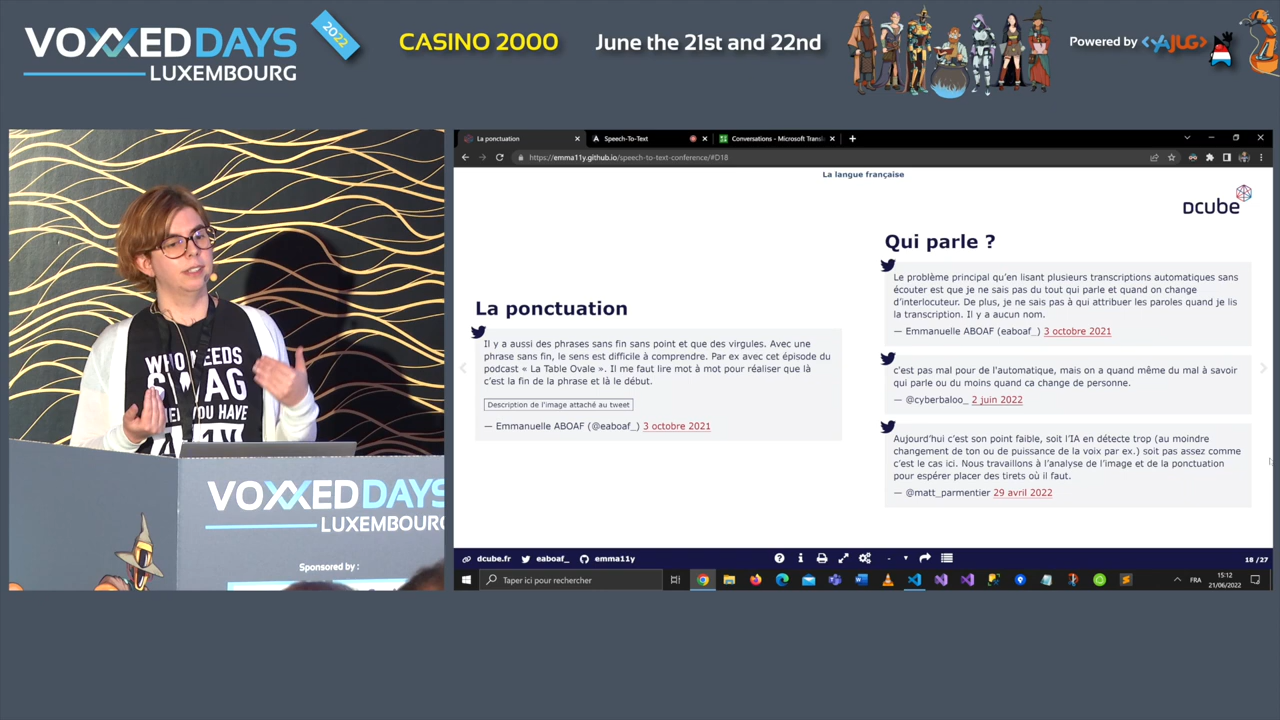 VOXXED DAYS
LUXEMBOURG
2022
CASINO 2000
June the 21st and 22nd
Powered by <YAJUG>
La ponctuation
Speech-To-Text
Conversations - Microsoft Transl
https://emma11y.github.io/speech-to-text-conference/#D18
La langue française
DCUBE
La ponctuation
Il y a aussi des phrases sans fin sans point et que des virgules. Avec une
phrase sans fin, le sens est difficile à comprendre. Par ex avec cet épisode du
podcast « La Table Ovale ». Il me faut lire mot à mot pour réaliser que là
c'est la fin de la phrase et là le début.
Description de l'image attaché au tweet
— Emmanuelle ABOAF (@eaboaf_) 3 octobre 2021
Qui parle ?
Le problème principal qu'en lisant plusieurs transcriptions automatiques sans
écouter est que je ne sais pas du tout qui parle et quand on change
d'interlocuteur. De plus, je ne sais pas à qui attribuer les paroles quand je lis
la transcription. Il y a aucun nom.
— Emmanuelle ABOAF (eaboaf_) 3 octobre 2021
c'est pas mal pour de l'automatique, mais on a quand même du mal à savoir
qui parle ou du moins quand ca change de personne.
— @cyberbaloo_ 2 juin 2022
Aujourd'hui c'est son point faible, soit l'IA en détecte trop (au moindre
changement de ton ou de puissance de la voix par ex.) soit pas assez comme
c'est le cas ici. Nous travaillons à l'analyse de l'image et de la ponctuation
pour espérer placer des tirets où il faut.
— @matt_parmentier 29 avril 2022
dcube.fr
eaboaf_
emma11y
18 /27
Taper ici pour rechercher
FRA
15:12
21/06/2022
WHO NEEDS
SWAG
YOU HAVE
VOXXED DAYS
LUXEMBOURG
Sponsored by :